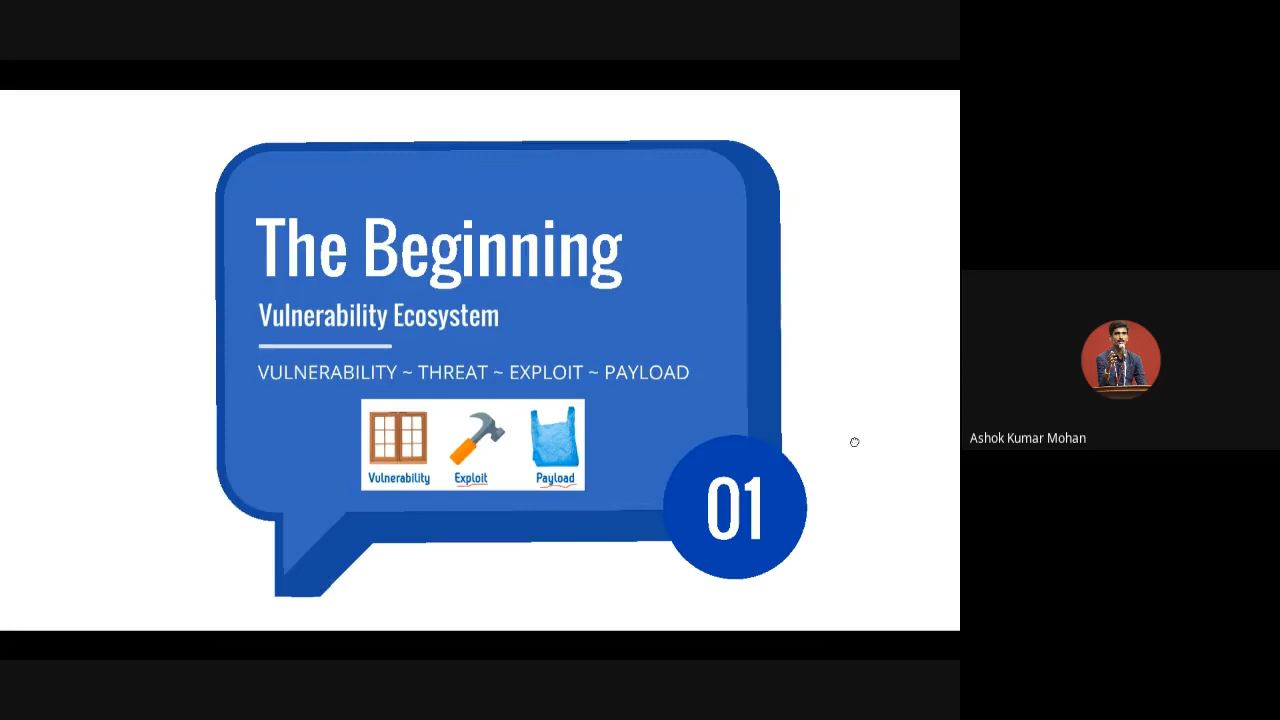 The Beginning
Vulnerability Ecosystem
VULNERABILITY ~ THREAT ~ EXPLOIT ~ PAYLOAD
Vulnerability Exploit Payload
01
Ashok Kumar Mohan